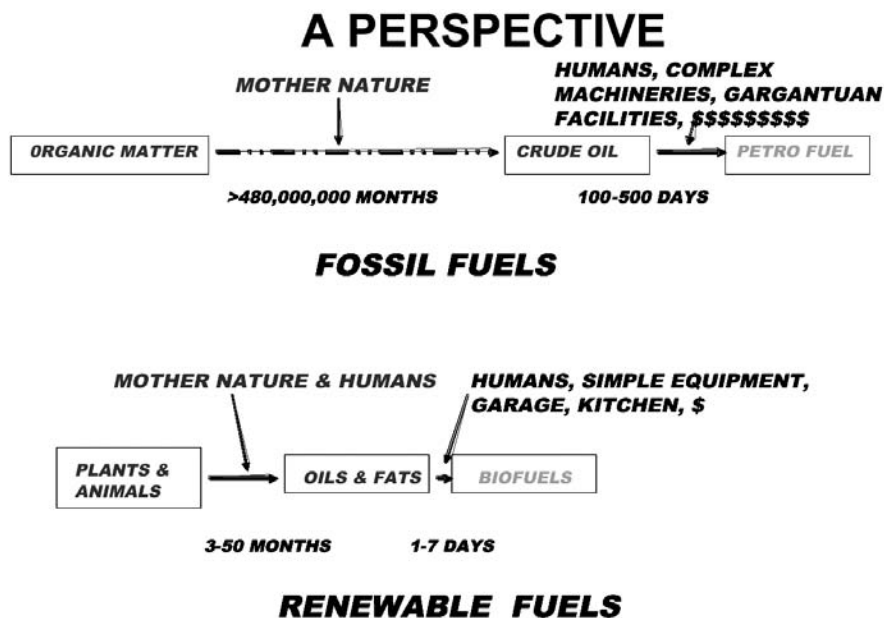 A PERSPECTIVE
MOTHER NATURE
HUMANS, COMPLEX
MACHINERIES, GARGANTUAN
FACILITIES, $$$$$$$$$
0RGANIC MATTER
CRUDE OIL
PETRO FUEL
>480,000,000 MONTHS
100-500 DAYS
FOSSIL FUELS
MOTHER NATURE & HUMANS
HUMANS, SIMPLE EQUIPMENT,
GARAGE, KITCHEN, $
PLANTS &
ANIMALS
OILS & FATS
BIOFUELS
3-50 MONTHS
1-7 DAYS
RENEWABLE FUELS